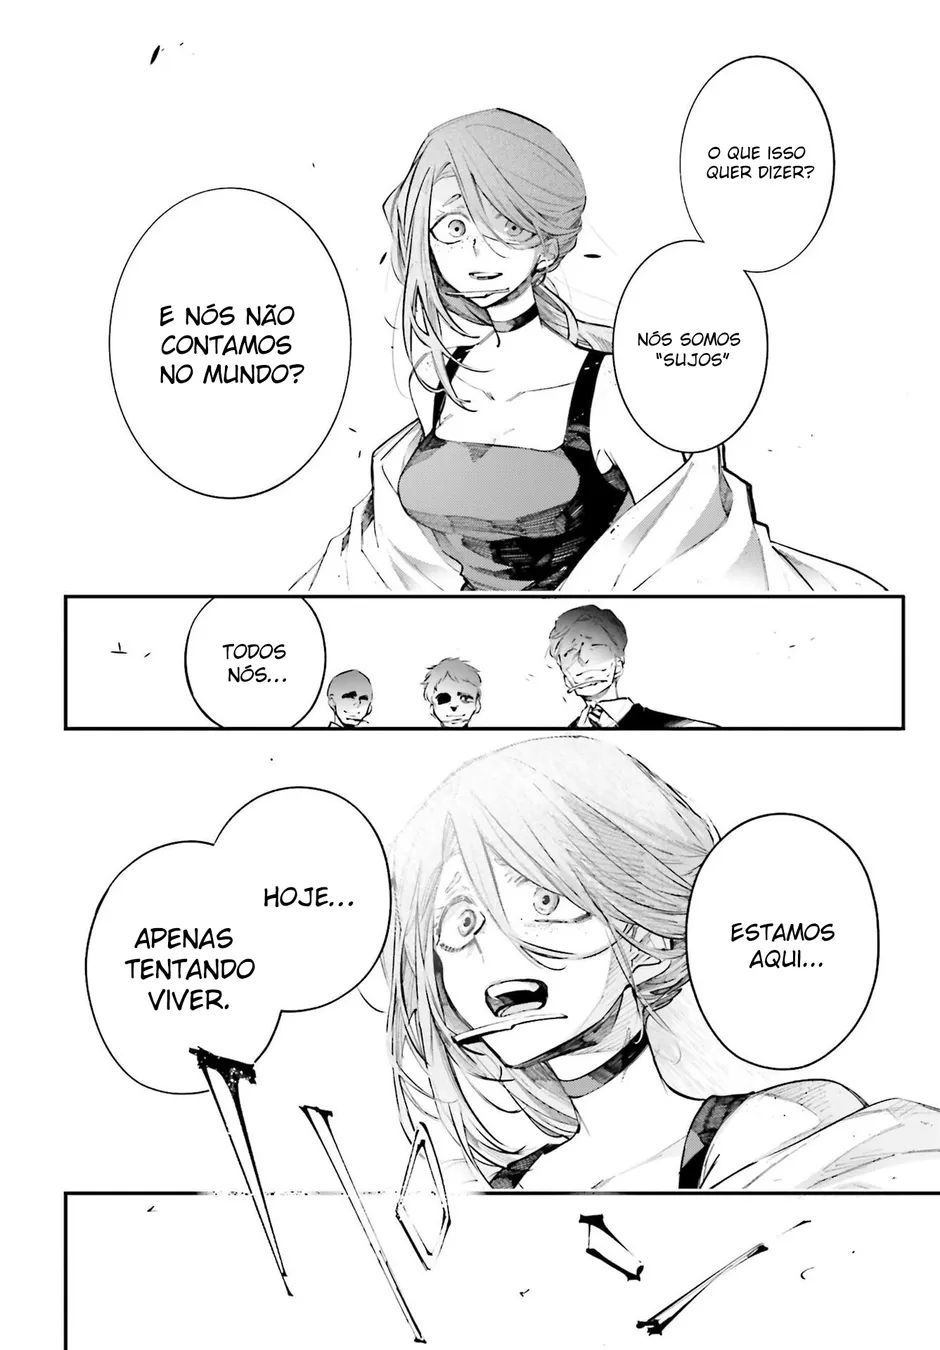 O QUE ISSO
QUER DIZER?
NÓS SOMOS
"SUJOS"
E NÓS NÃO
CONTAMOS
NO MUNDO?
TODOS
NÓS...
ESTAMOS
AQUI...
HOJE...
APENAS
TENTANDO
VIVER.